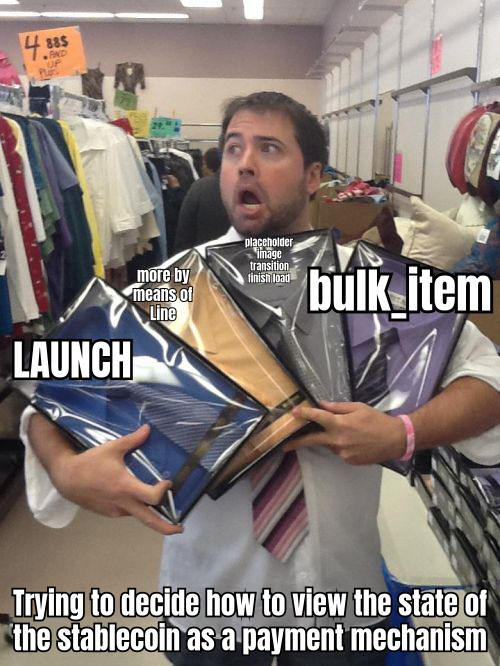 4.88$
AND
UP
PLUS
placeholder
image
transition
finish load
more by
means of
Line
bulk_item
LAUNCH
Trying to decide how to view the state of
the stablecoin as a payment mechanism